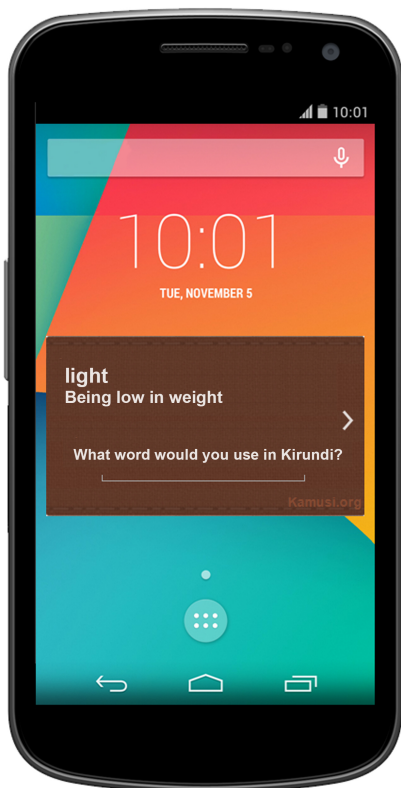 10:01
10:01
TUE, NOVEMBER 5
light
Being low in weight
What word would you use in Kirundi?
Kamusi.org